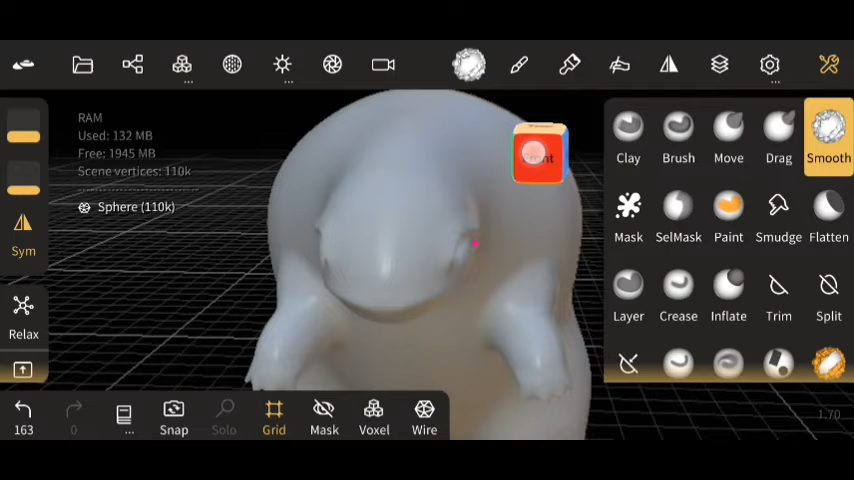 RAM
Used: 132 MB
Free: 1945 MB
Scene vertices: 110k
Sphere (110k)
Front
Clay Brush Move Drag Smooth
Mask SelMask Paint Smudge Flatten
Layer Crease Inflate Trim Split
Sym
Relax
163 0 ... Snap Solo Grid Mask Voxel Wire
1.70